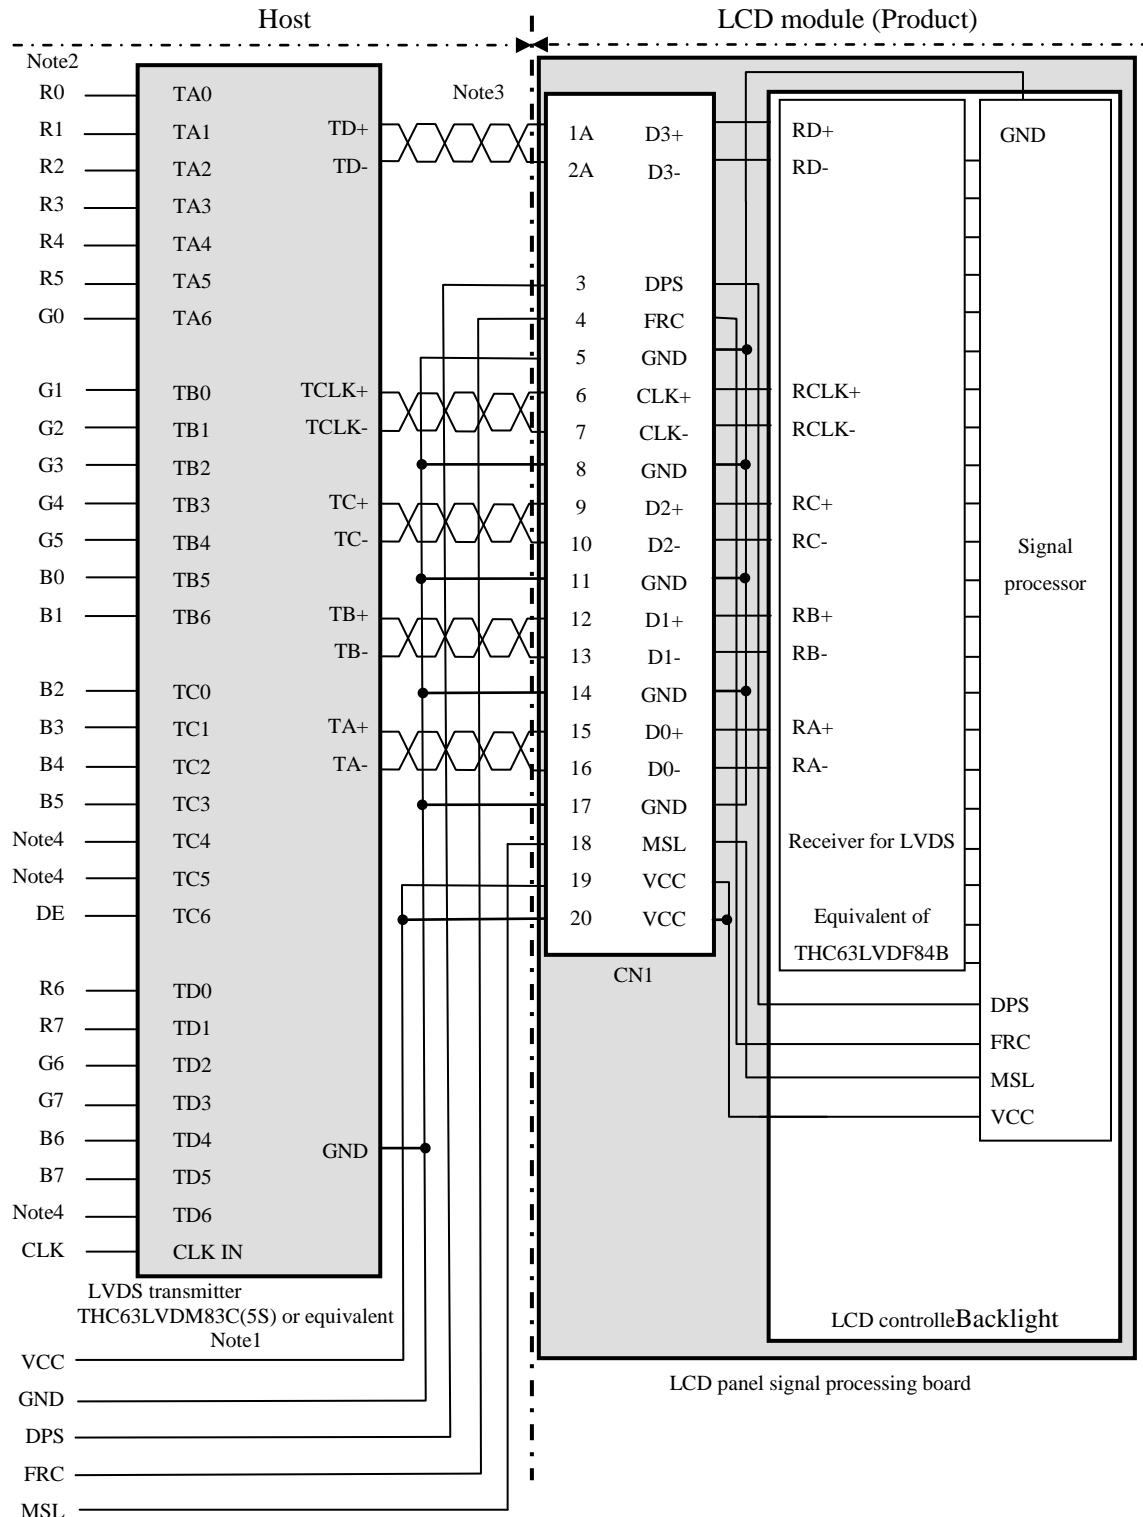 Host
LCD module (Product)
Note2
Note3
R0 TA0
R1 TA1 TD+ 1A D3+ RD+ GND
R2 TA2 TD- 2A D3- RD-
R3 TA3
R4 TA4
R5 TA5 3 DPS
G0 TA6 4 FRC
5 GND
G1 TB0 TCLK+ 6 CLK+ RCLK+
G2 TB1 TCLK- 7 CLK- RCLK-
G3 TB2 8 GND
G4 TB3 TC+ 9 D2+ RC+
G5 TB4 TC- 10 D2- RC- Signal
B0 TB5 11 GND processor
B1 TB6 TB+ 12 D1+ RB+
TB- 13 D1- RB-
B2 TC0 14 GND
B3 TC1 TA+ 15 D0+ RA+
B4 TC2 TA- 16 D0- RA-
B5 TC3 17 GND
Note4 TC4 18 MSL Receiver for LVDS
Note4 TC5 19 VCC
DE TC6 20 VCC Equivalent of
THC63LVDF84B
CN1
R6 TD0
DPS
R7 TD1
FRC
G6 TD2
MSL
G7 TD3
VCC
B6 TD4
GND
B7 TD5
Note4 TD6
CLK CLK IN
LVDS transmitter
THC63LVDM83C(5S) or equivalent
Note1
LCD controlleBacklight
VCC
LCD panel signal processing board
GND
DPS
FRC
MSL